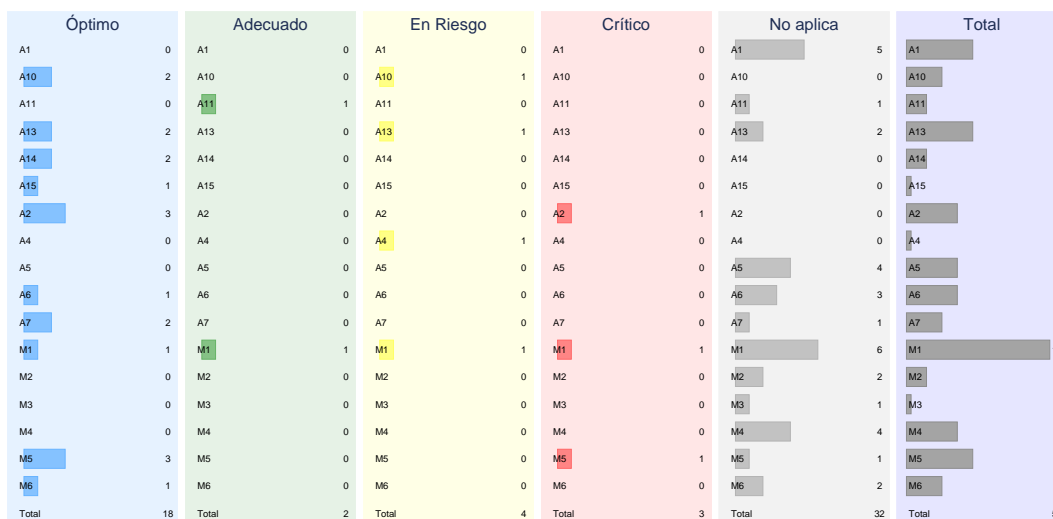 Óptimo Adecuado En Riesgo Crítico No aplica Total
A1 0 A1 0 A1 0 A1 0 A1 5 A1
A10 2 A10 0 A10 1 A10 0 A10 0 A10
A11 0 A11 1 A11 0 A11 0 A11 1 A11
A13 2 A13 0 A13 1 A13 0 A13 2 A13
A14 2 A14 0 A14 0 A14 0 A14 0 A14
A15 1 A15 0 A15 0 A15 0 A15 0 A15
A2 3 A2 0 A2 0 A2 1 A2 0 A2
A4 0 A4 0 A4 1 A4 0 A4 0 A4
A5 0 A5 0 A5 0 A5 0 A5 4 A5
A6 1 A6 0 A6 0 A6 0 A6 3 A6
A7 2 A7 0 A7 0 A7 0 A7 1 A7
M1 1 M1 1 M1 1 M1 1 M1 6 M1
M2 0 M2 0 M2 0 M2 0 M2 2 M2
M3 0 M3 0 M3 0 M3 0 M3 1 M3
M4 0 M4 0 M4 0 M4 0 M4 4 M4
M5 3 M5 0 M5 0 M5 1 M5 1 M5
M6 1 M6 0 M6 0 M6 0 M6 2 M6
Total 18 Total 2 Total 4 Total 3 Total 32 Total